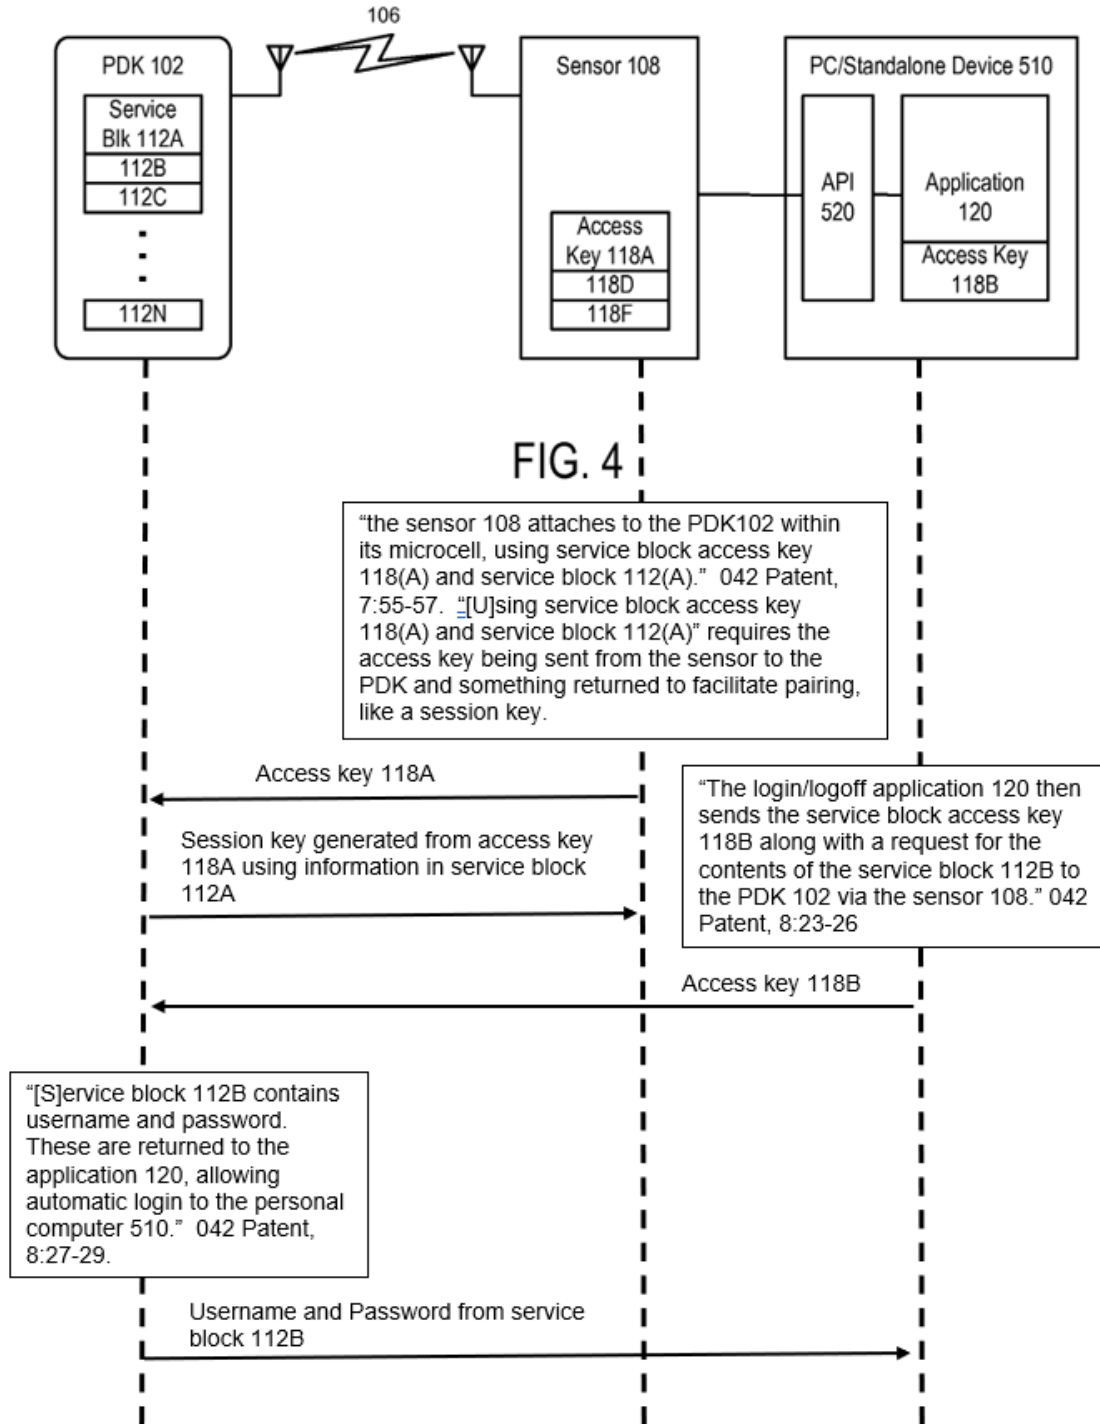 106
PDK 102
Service
Blk 112A
112B
112C
112N
Sensor 108
Access
Key 118A
118D
118F
PC/Standalone Device 510
API
520
Application
120
Access Key
118B
FIG. 4
“the sensor 108 attaches to the PDK102 within
its microcell, using service block access key
118(A) and service block 112(A).” 042 Patent,
7:55-57. “[U]sing service block access key
118(A) and service block 112(A)” requires the
access key being sent from the sensor to the
PDK and something returned to facilitate pairing,
like a session key.
Access key 118A
Session key generated from access key
118A using information in service block
112A
“The login/logoff application 120 then
sends the service block access key
118B along with a request for the
contents of the service block 112B to
the PDK 102 via the sensor 108.” 042
Patent, 8:23-26
Access key 118B
“[S]ervice block 112B contains
username and password.
These are returned to the
application 120, allowing
automatic login to the personal
computer 510.” 042 Patent,
8:27-29.
Username and Password from service
block 112B